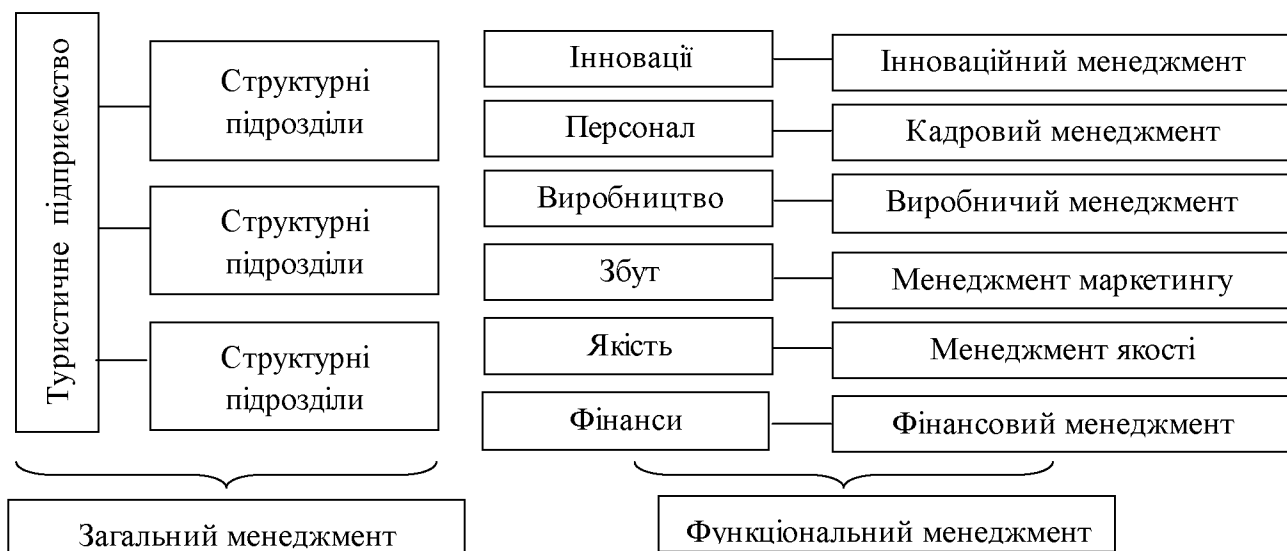 Туристичне підприємство
Структурні
підрозділи
Структурні
підрозділи
Структурні
підрозділи
Загальний менеджмент
Інновації
Інноваційний менеджмент
Персонал
Кадровий менеджмент
Виробництво
Виробничий менеджмент
Збут
Менеджмент маркетингу
Якість
Менеджмент якості
Фінанси
Фінансовий менеджмент
Функціональний менеджмент